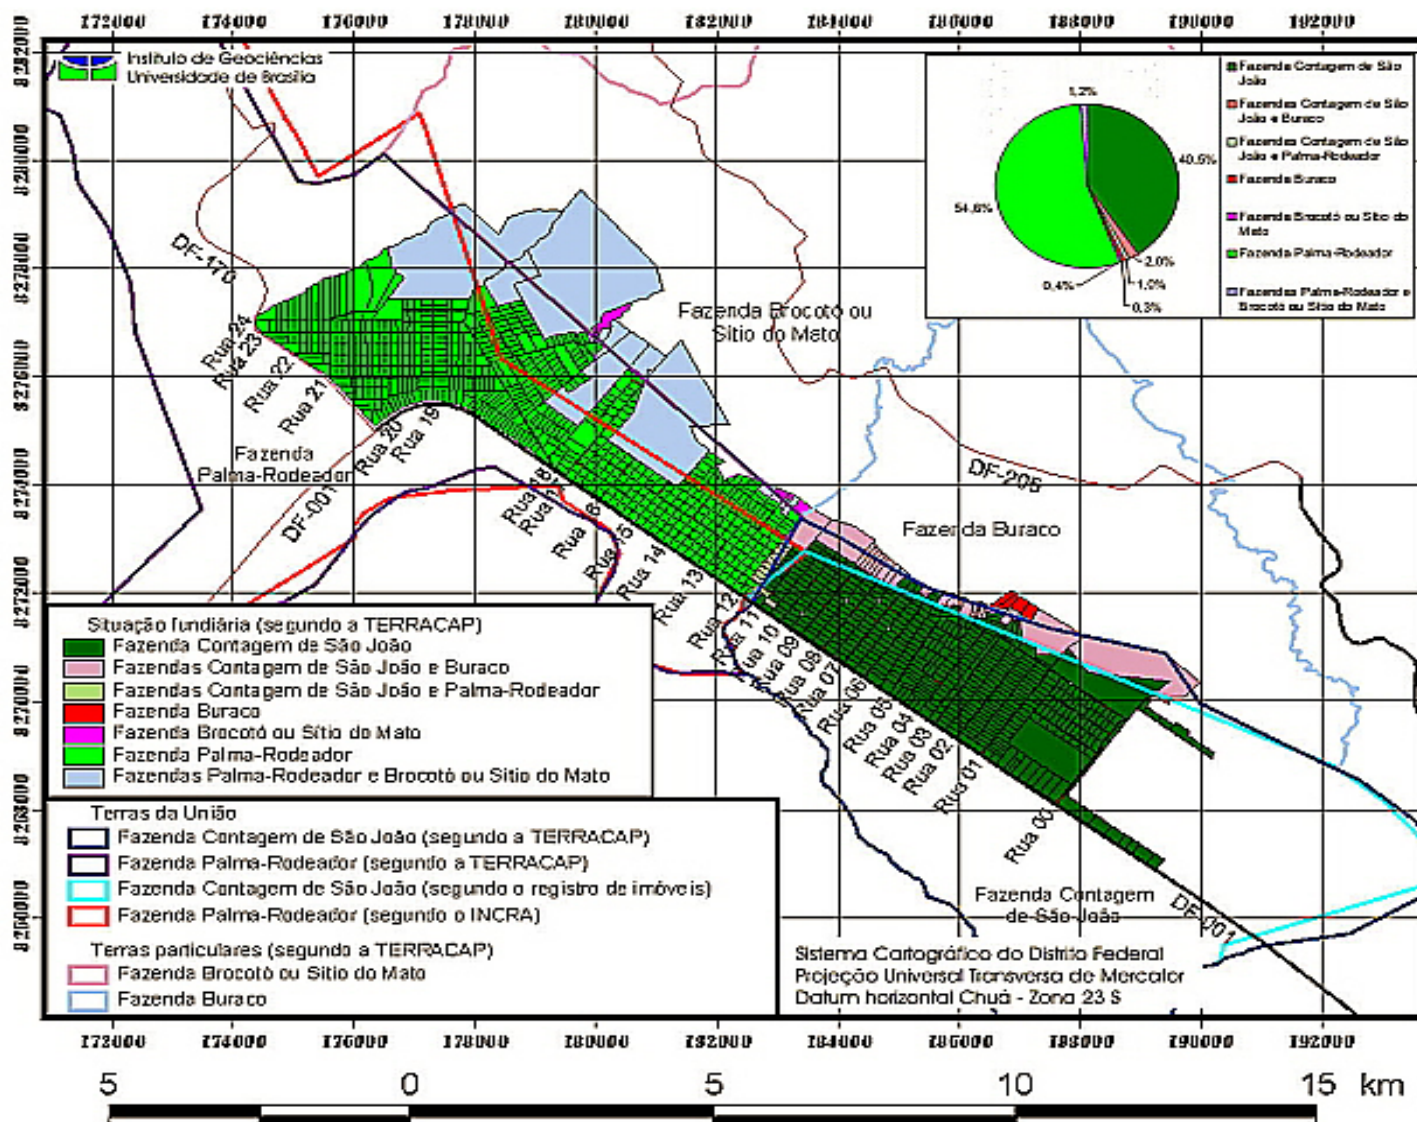 172000 174000 176000 178000 180000 182000 184000 186000 188000 190000 192000
Instituto de Geociências
Universidade de Brasília
1,2%
40,5%
54,6%
2,0%
1,0%
0,4%
0,3%
Fazenda Contagem de São
João
Fazendas Contagem de São
João e Buraco
Fazendas Contagem de São
João e Palma-Rodeador
Fazenda Buraco
Fazenda Brocotó ou Sítio do
Mato
Fazenda Palma-Rodeador
Fazendas Palma-Rodeador e
Brocotó ou Sítio do Mato
8282000
8280000
8278000
8276000
8274000
8272000
8270000
8268000
DF-170
Fazenda Brocotó ou
Sítio do Mato
Rua 24
Rua 23
Rua 22
Rua 21
Rua 20
Rua 19
Fazenda
Palma-Rodeador
DF-001
Rua 18
Rua 16
Rua 15
Rua 14
Rua 13
Rua 12
Rua 11
Rua 10
Rua 09
Rua 08
Rua 07
Rua 06
Rua 05
Rua 04
Rua 03
Rua 02
Rua 01
Rua 00
DF-205
Fazenda Buraco
Fazenda Contagem
de São João
DF-001
Situação fundiária (segundo a TERRACAP)
Fazenda Contagem de São João
Fazendas Contagem de São João e Buraco
Fazendas Contagem de São João e Palma-Rodeador
Fazenda Buraco
Fazenda Brocotó ou Sítio do Mato
Fazenda Palma-Rodeador
Fazendas Palma-Rodeador e Brocotó ou Sítio do Mato
Terras da União
Fazenda Contagem de São João (segundo a TERRACAP)
Fazenda Palma-Rodeador (segundo a TERRACAP)
Fazenda Contagem de São João (segundo o registro de imóveis)
Fazenda Palma-Rodeador (segundo o INCRA)
Terras particulares (segundo a TERRACAP)
Fazenda Brocotó ou Sítio do Mato
Fazenda Buraco
Sistema Cartográfico do Distrito Federal
Projeção Universal Transversa de Mercator
Datum horizontal Chuá - Zona 23 S
172000 174000 176000 178000 180000 182000 184000 186000 188000 190000 192000
5 0 5 10 15 km